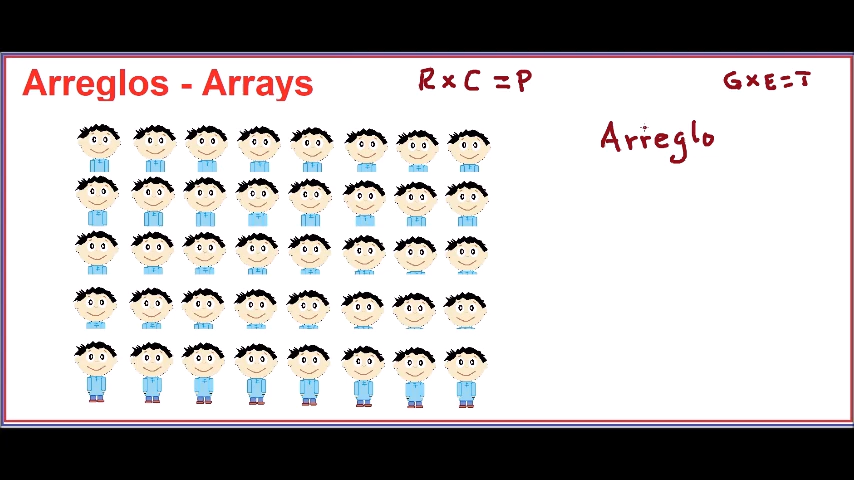 Arreglos - Arrays
R x C = P
G x E = T
Arreglo